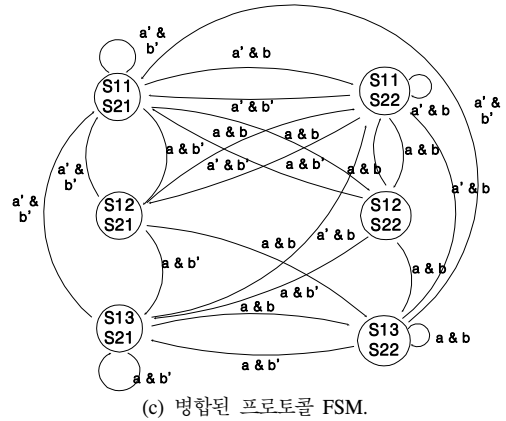 a' &
b'
a' & b
S11
S21
S11
S22
a' & b'
a' & b
a' &
b'
a & b
a & b
a & b'
a & b
a' &
b'
a' & b'
a & b'
a & b
a' & b
a' &
b'
S12
S21
S12
S22
a' & b
a & b
a & b'
a & b
a & b'
S13
S21
a & b
S13
S22
a & b
a & b'
a & b'
(c) 병합된 프로토콜 FSM.